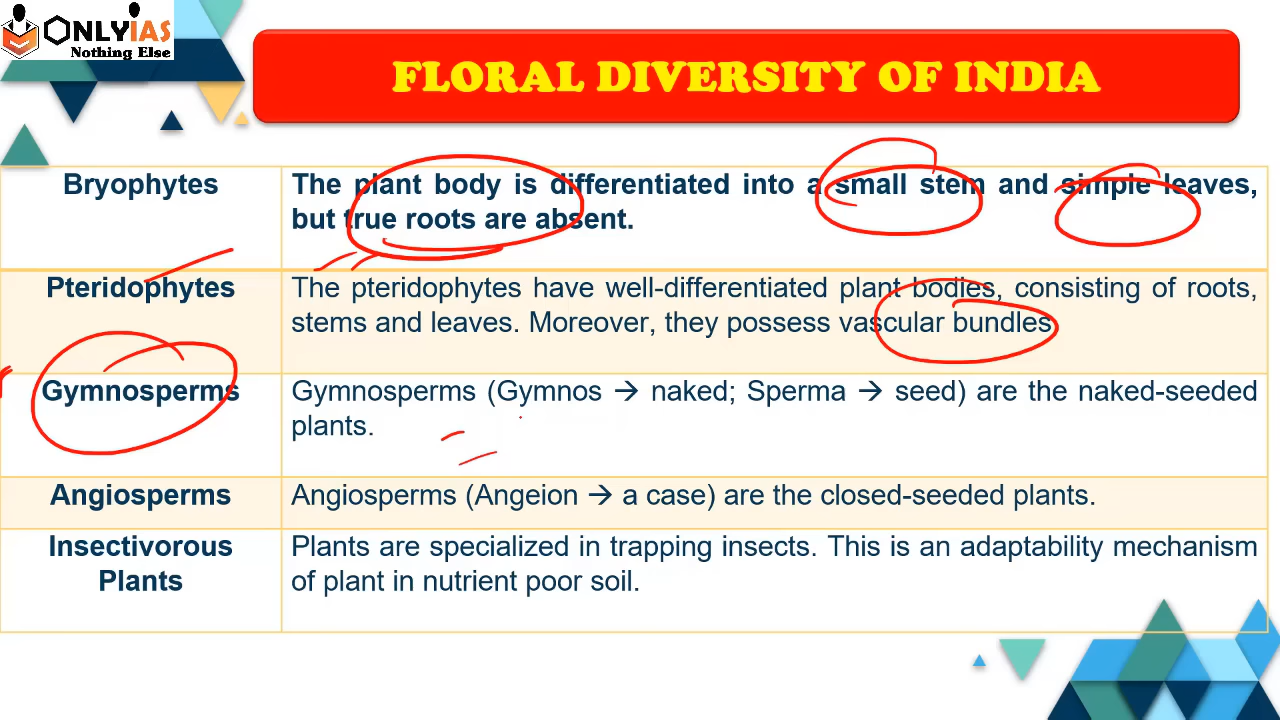 ONLYIAS
Nothing Else
FLORAL DIVERSITY OF INDIA
Bryophytes
The plant body is differentiated into a small stem and simple leaves,
but true roots are absent.
Pteridophytes
The pteridophytes have well-differentiated plant bodies, consisting of roots,
stems and leaves. Moreover, they possess vascular bundles
Gymnosperms
Gymnosperms (Gymnos → naked; Sperma → seed) are the naked-seeded
plants.
Angiosperms
Angiosperms (Angeion → a case) are the closed-seeded plants.
Insectivorous
Plants
Plants are specialized in trapping insects. This is an adaptability mechanism
of plant in nutrient poor soil.